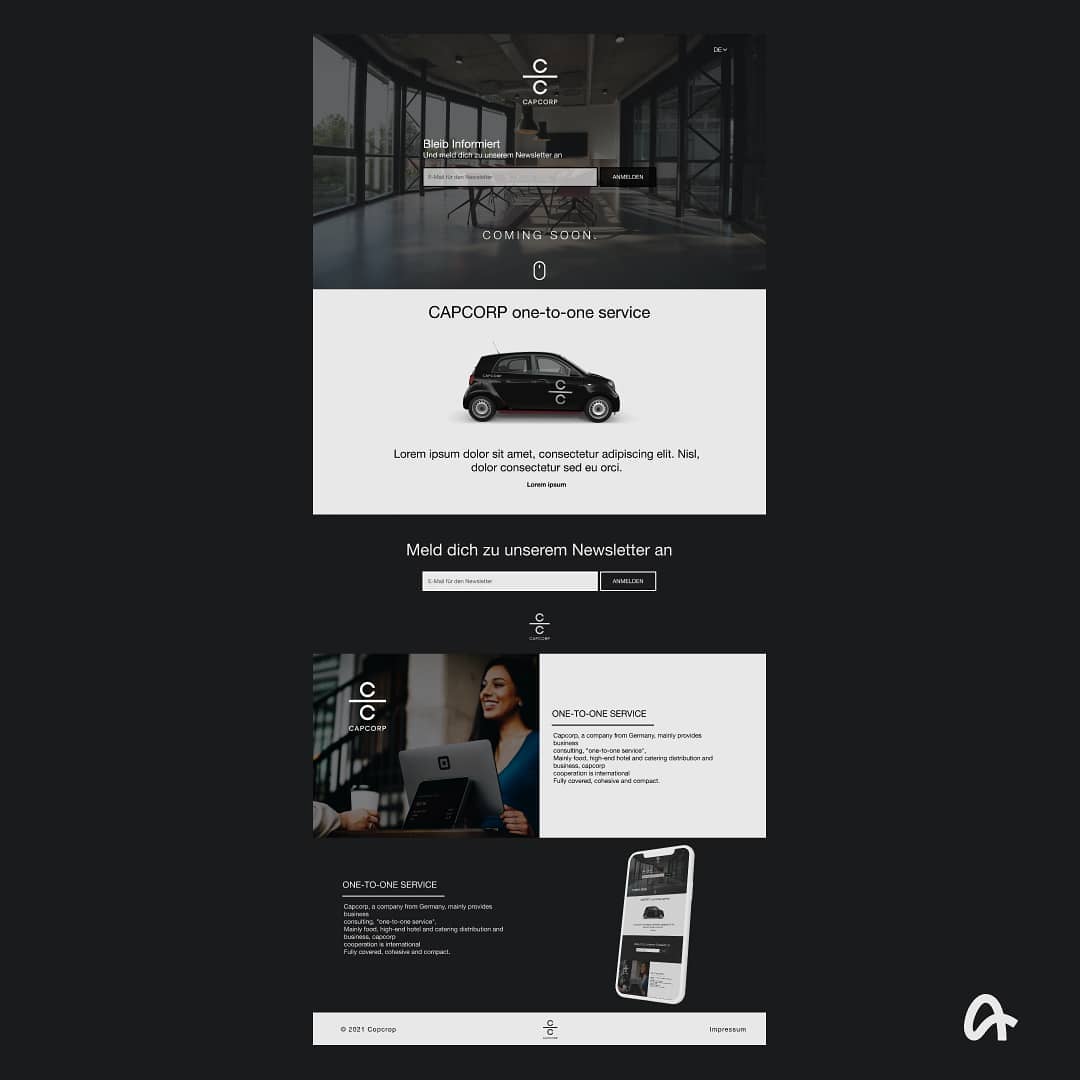 DE
C
C
CAPCORP
Bleib Informiert
Und meld dich zu unserem Newsletter an
E-Mail für den Newsletter
ANMELDEN
COMING SOON.
CAPCORP one-to-one service
C
C
Lorem ipsum dolor sit amet, consectetur adipiscing elit. Nisl,
dolor consectetur sed eu orci.
Lorem ipsum
Meld dich zu unserem Newsletter an
E-Mail für den Newsletter
ANMELDEN
C
C
CAPCORP
C
C
CAPCORP
ONE-TO-ONE SERVICE
Capcorp, a company from Germany, mainly provides
business
consulting, "one-to-one service",
Mainly food, high-end hotel and catering distribution and
business, capcorp
cooperation is international
Fully covered, cohesive and compact.
ONE-TO-ONE SERVICE
Capcorp, a company from Germany, mainly provides
business
consulting, "one-to-one service",
Mainly food, high-end hotel and catering distribution and
business, capcorp
cooperation is international
Fully covered, cohesive and compact.
© 2021 Copcrop
C
C
CAPCORP
Impressum